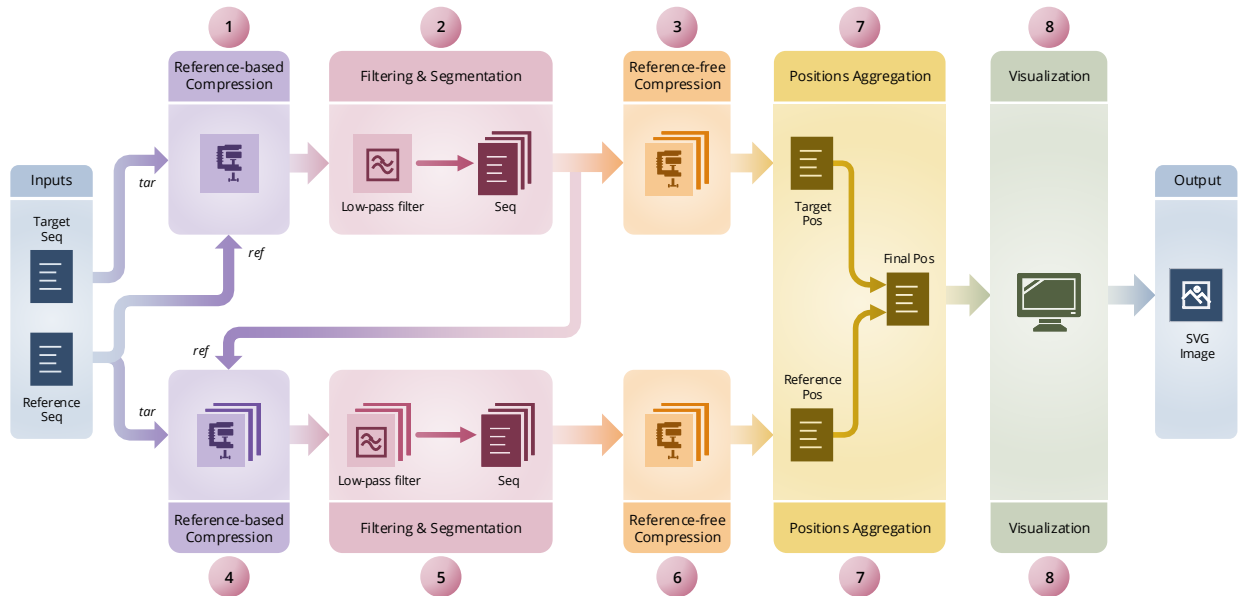 1
2
3
7
8
Reference-based
Compression
Filtering & Segmentation
Reference-free
Compression
Positions Aggregation
Visualization
Inputs
Target
Seq
Reference
Seq
tar
ref
Low-pass filter
Seq
Target
Pos
Final Pos
Reference
Pos
Output
SVG
Image
ref
tar
Low-pass filter
Seq
Reference-based
Compression
Filtering & Segmentation
Reference-free
Compression
Positions Aggregation
Visualization
4
5
6
7
8